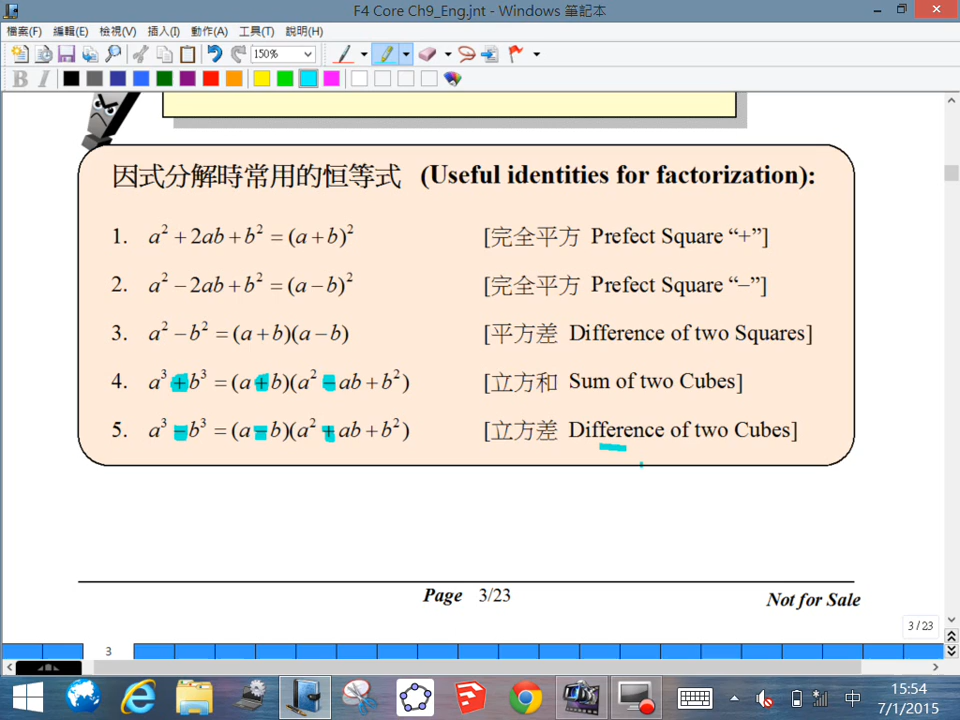 F4 Core Ch9_Eng.jnt - Windows 筆記本
檔案(F) 編輯(E) 檢視(V) 插入(I) 動作(A) 工具(T) 說明(H)
150%
B I
因式分解時常用的恒等式 (Useful identities for factorization):
1. a² + 2ab + b² = (a + b)² [完全平方 Prefect Square “+”]
2. a² − 2ab + b² = (a − b)² [完全平方 Prefect Square “–”]
3. a² − b² = (a + b)(a − b) [平方差 Difference of two Squares]
4. a³ + b³ = (a + b)(a² − ab + b²) [立方和 Sum of two Cubes]
5. a³ − b³ = (a − b)(a² + ab + b²) [立方差 Difference of two Cubes]
Page 3/23
Not for Sale
3 / 23
3
中
15:54
7/1/2015